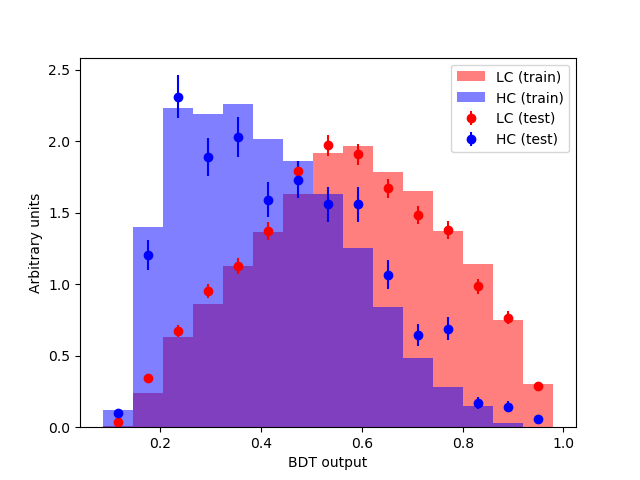 2.5
2.0
1.5
1.0
0.5
0.0
Arbitrary units
LC (train)
HC (train)
LC (test)
HC (test)
0.2 0.4 0.6 0.8 1.0
BDT output